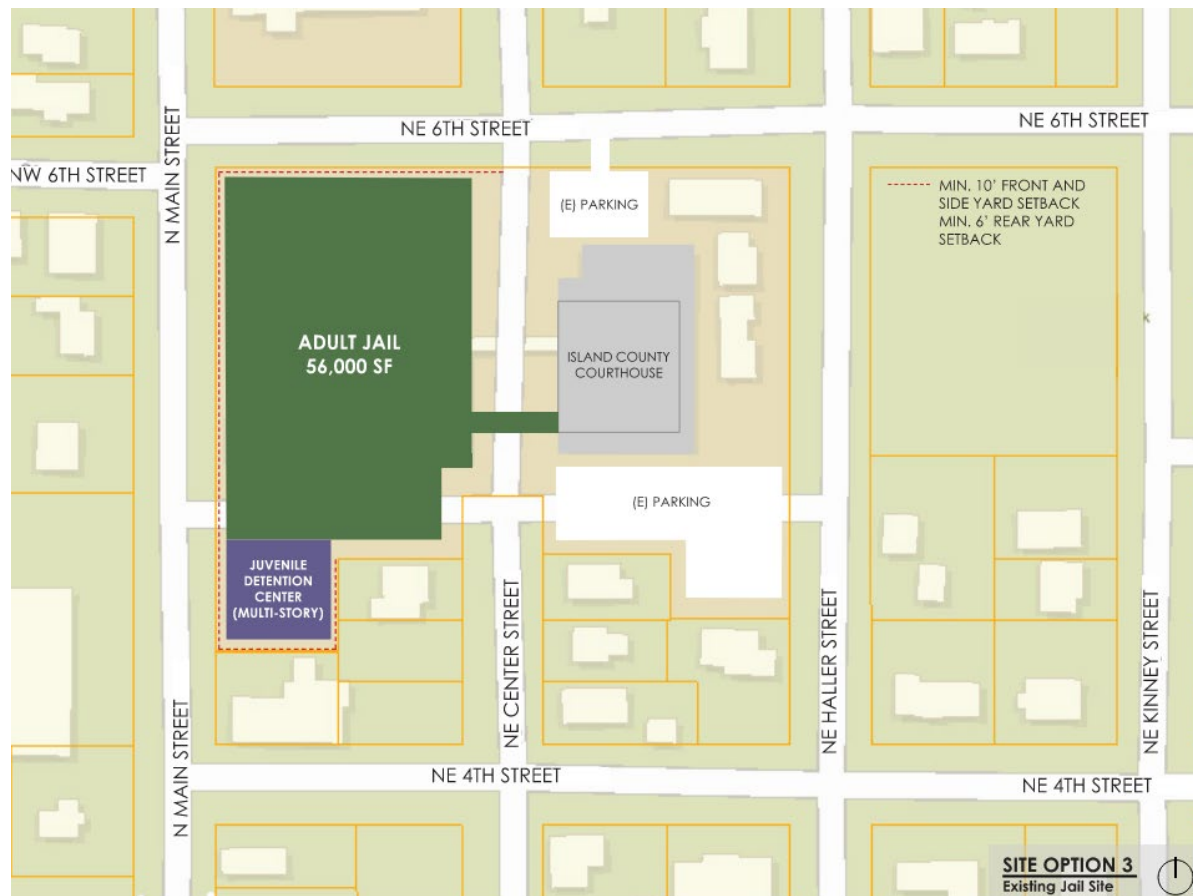 NE 6TH STREET
NE 6TH STREET
NW 6TH STREET
N MAIN STREET
(E) PARKING
MIN. 10' FRONT AND
SIDE YARD SETBACK
MIN. 6' REAR YARD
SETBACK
ADULT JAIL
56,000 SF
ISLAND COUNTY
COURTHOUSE
(E) PARKING
JUVENILE
DETENTION
CENTER
(MULTI-STORY)
NE CENTER STREET
NE HALLER STREET
NE KINNEY STREET
N MAIN STREET
NE 4TH STREET
NE 4TH STREET
SITE OPTION 3
Existing Jail Site